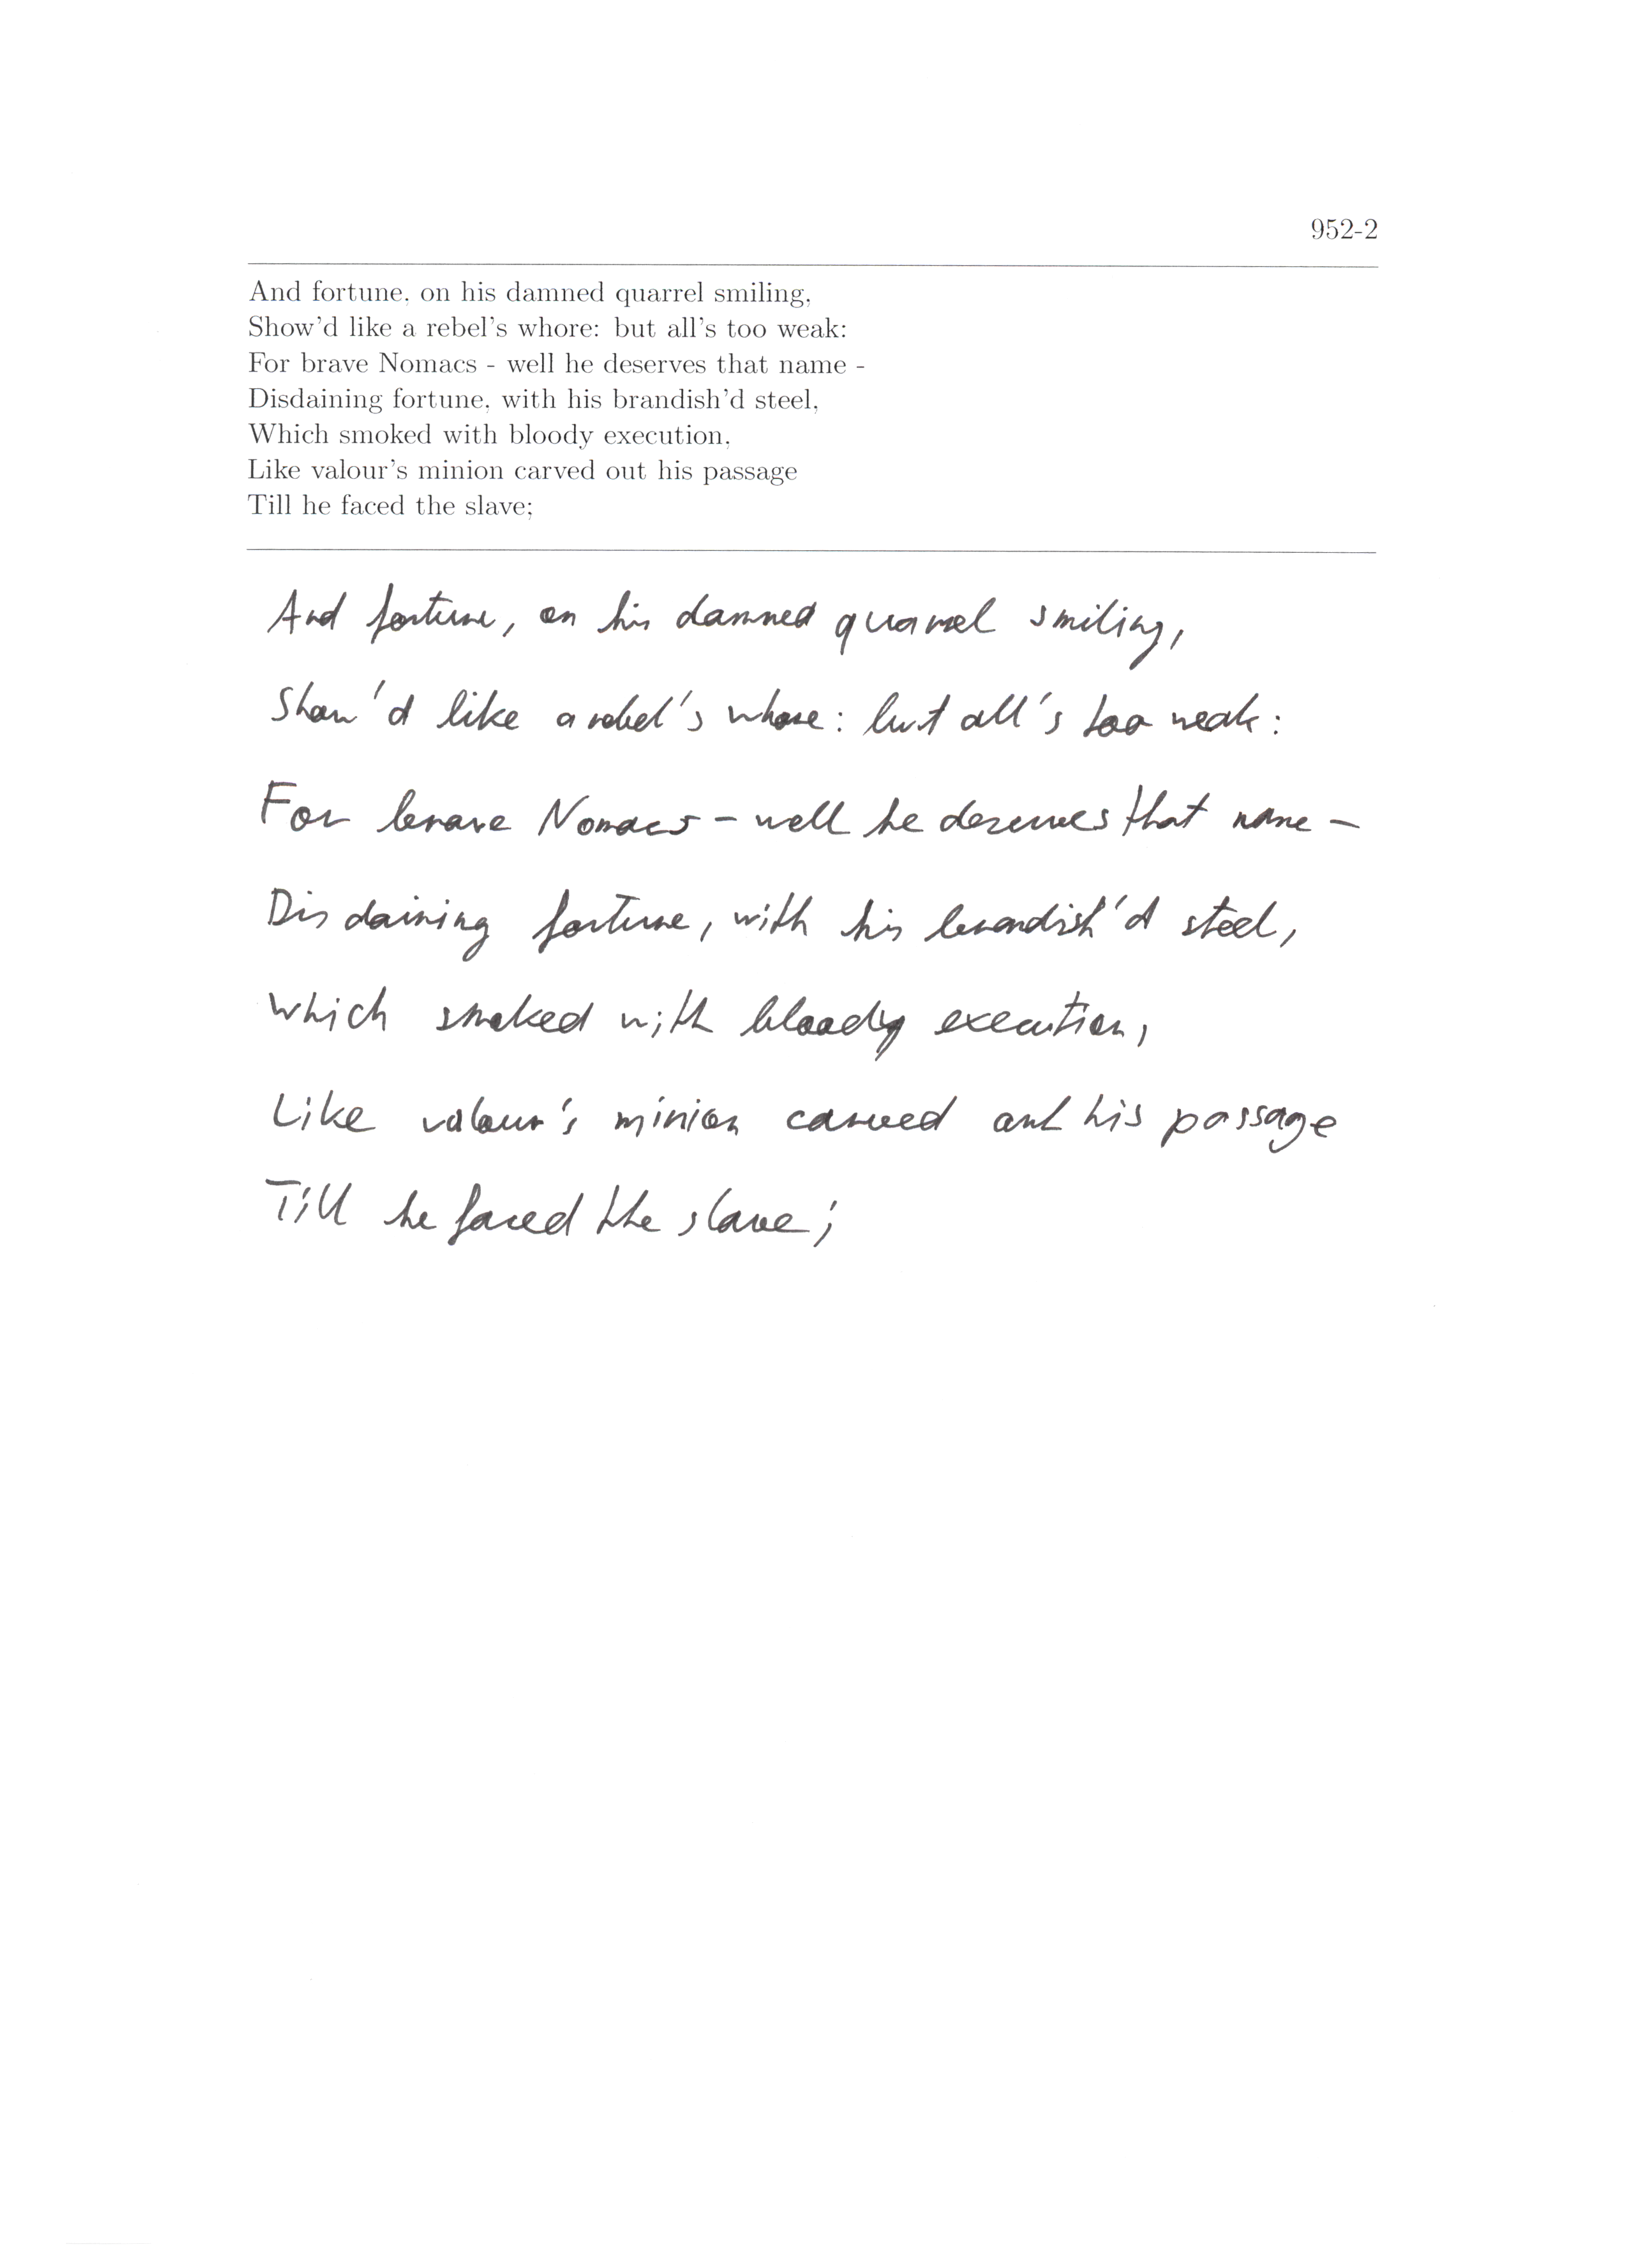 952-2
And fortune, on his damned quarrel smiling,
Show'd like a rebel's whore: but all's too weak:
For brave Nomacs - well he deserves that name -
Disdaining fortune, with his brandish'd steel,
Which smoked with bloody execution,
Like valour's minion carved out his passage
Till he faced the slave;
And fortune, on his damned quarrel smiling,
Show'd like a rebel's whore: but all's too weak:
For brave Nomacs - well he deserves that name -
Disdaining fortune, with his brandish'd steel,
Which smoked with bloody execution,
Like valour's minion carved out his passage
Till he faced the slave;